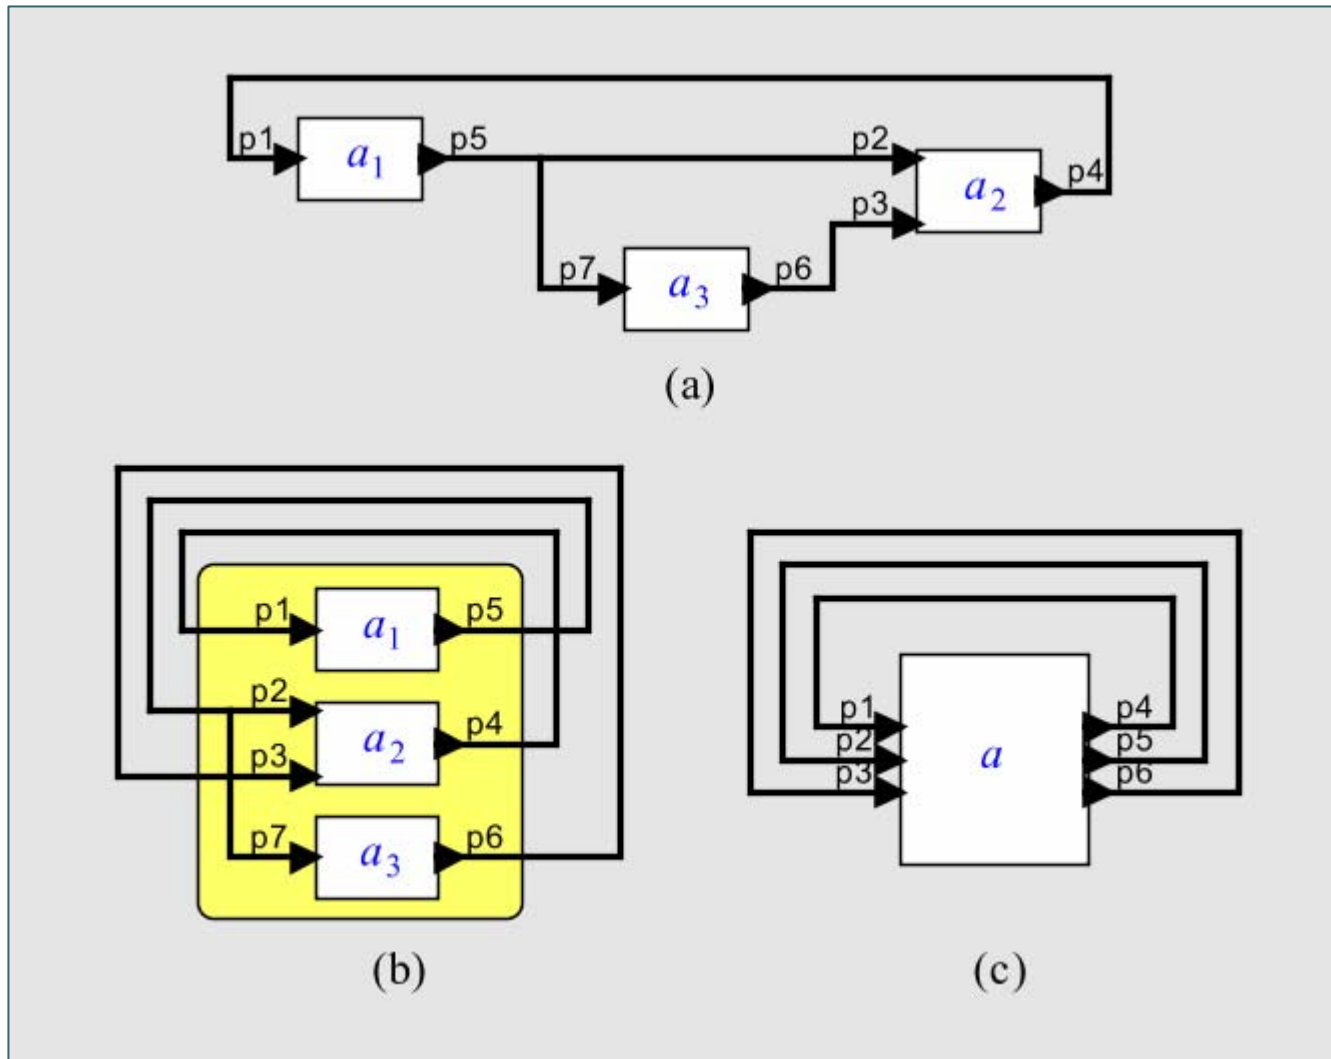 p1 a1 p5 p2 a2 p4
p3
p7 a3 p6
(a)
p1 a1 p5
p2 a2 p4
p3
p7 a3 p6
(b)
p1 p4
p2 a p5
p3 p6
(c)